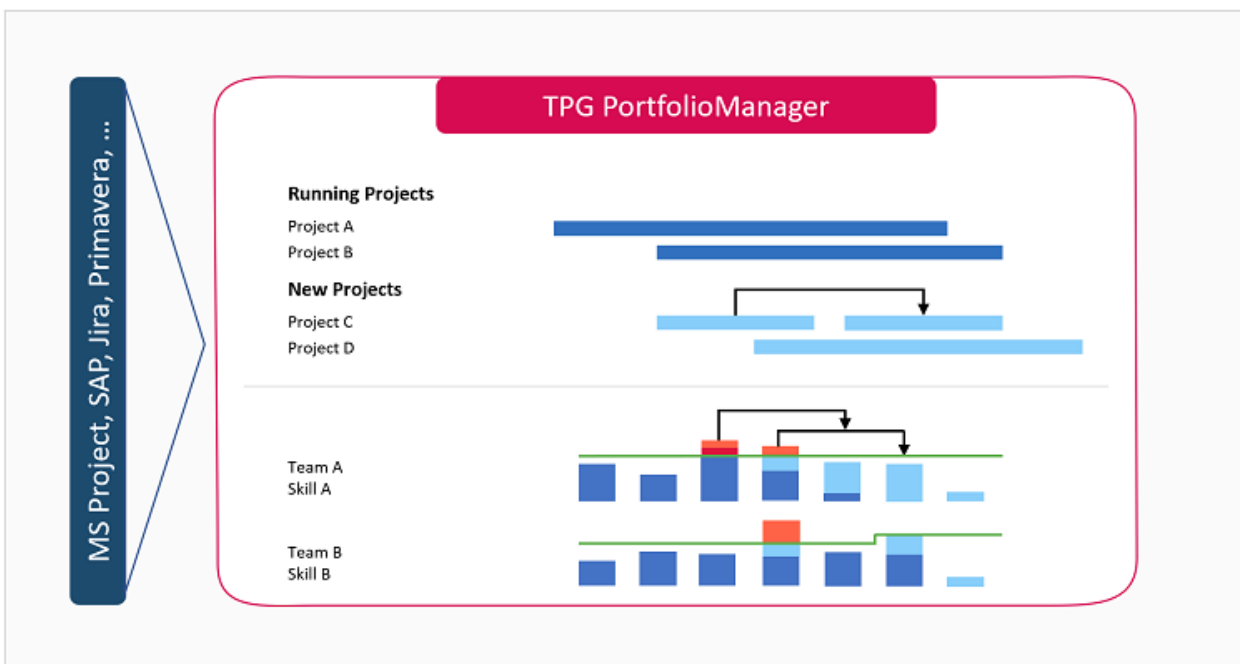 MS Project, SAP, Jira, Primavera, ...
TPG PortfolioManager
Running Projects
Project A
Project B
New Projects
Project C
Project D
Team A
Skill A
Team B
Skill B